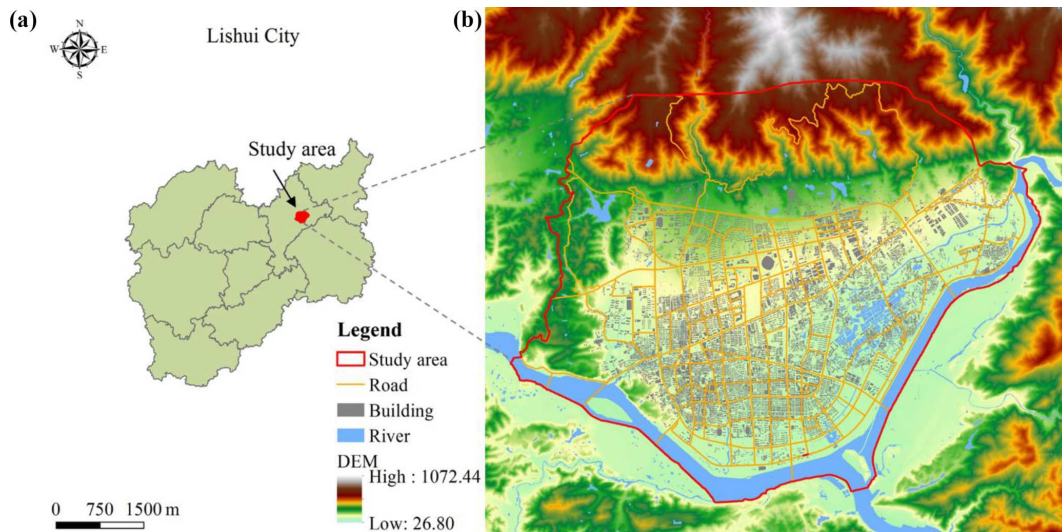 (a)
Lishui City
N
W E
S
Study area
Legend
Study area
Road
Building
River
DEM
High : 1072.44
Low: 26.80
0 750 1500 m
(b)